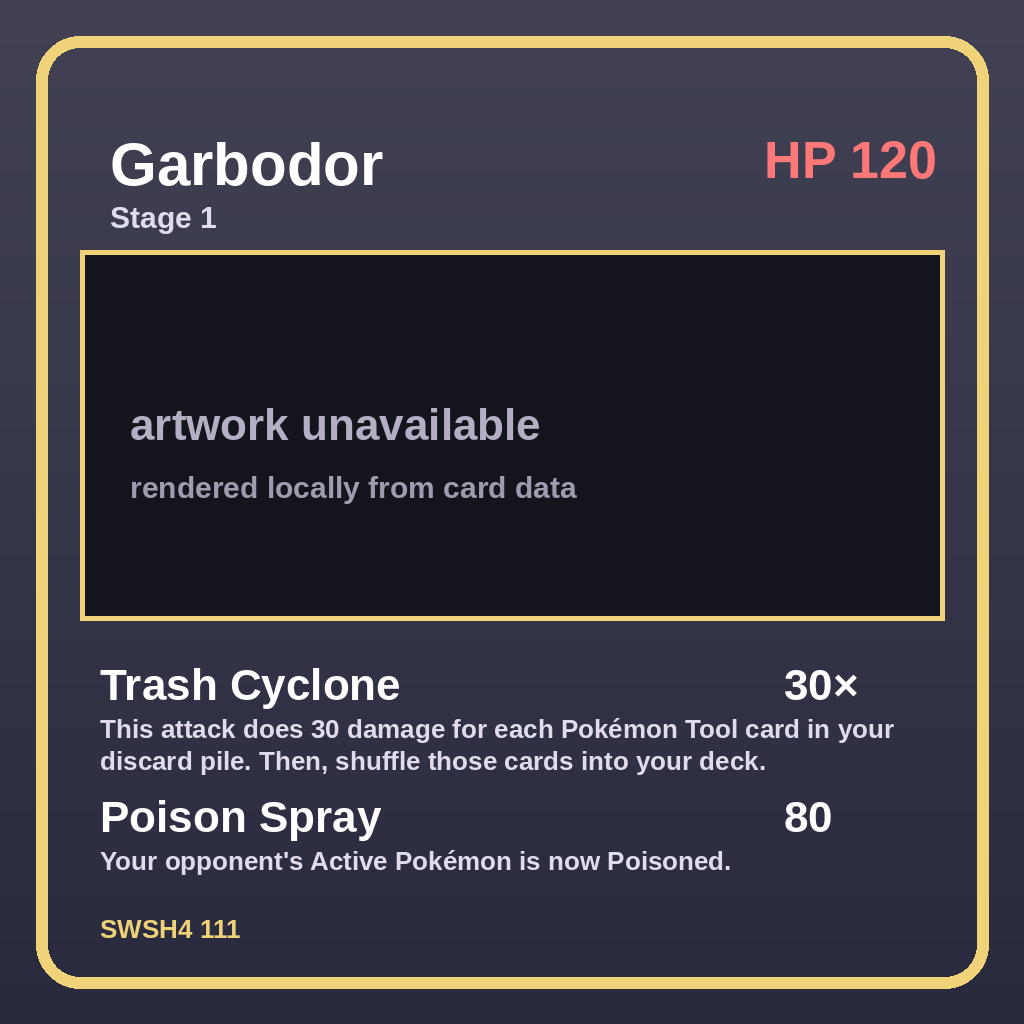 Garbodor
HP 120
Stage 1
artwork unavailable
rendered locally from card data
Trash Cyclone 30×
This attack does 30 damage for each Pokémon Tool card in your
discard pile. Then, shuffle those cards into your deck.
Poison Spray 80
Your opponent's Active Pokémon is now Poisoned.
SWSH4 111